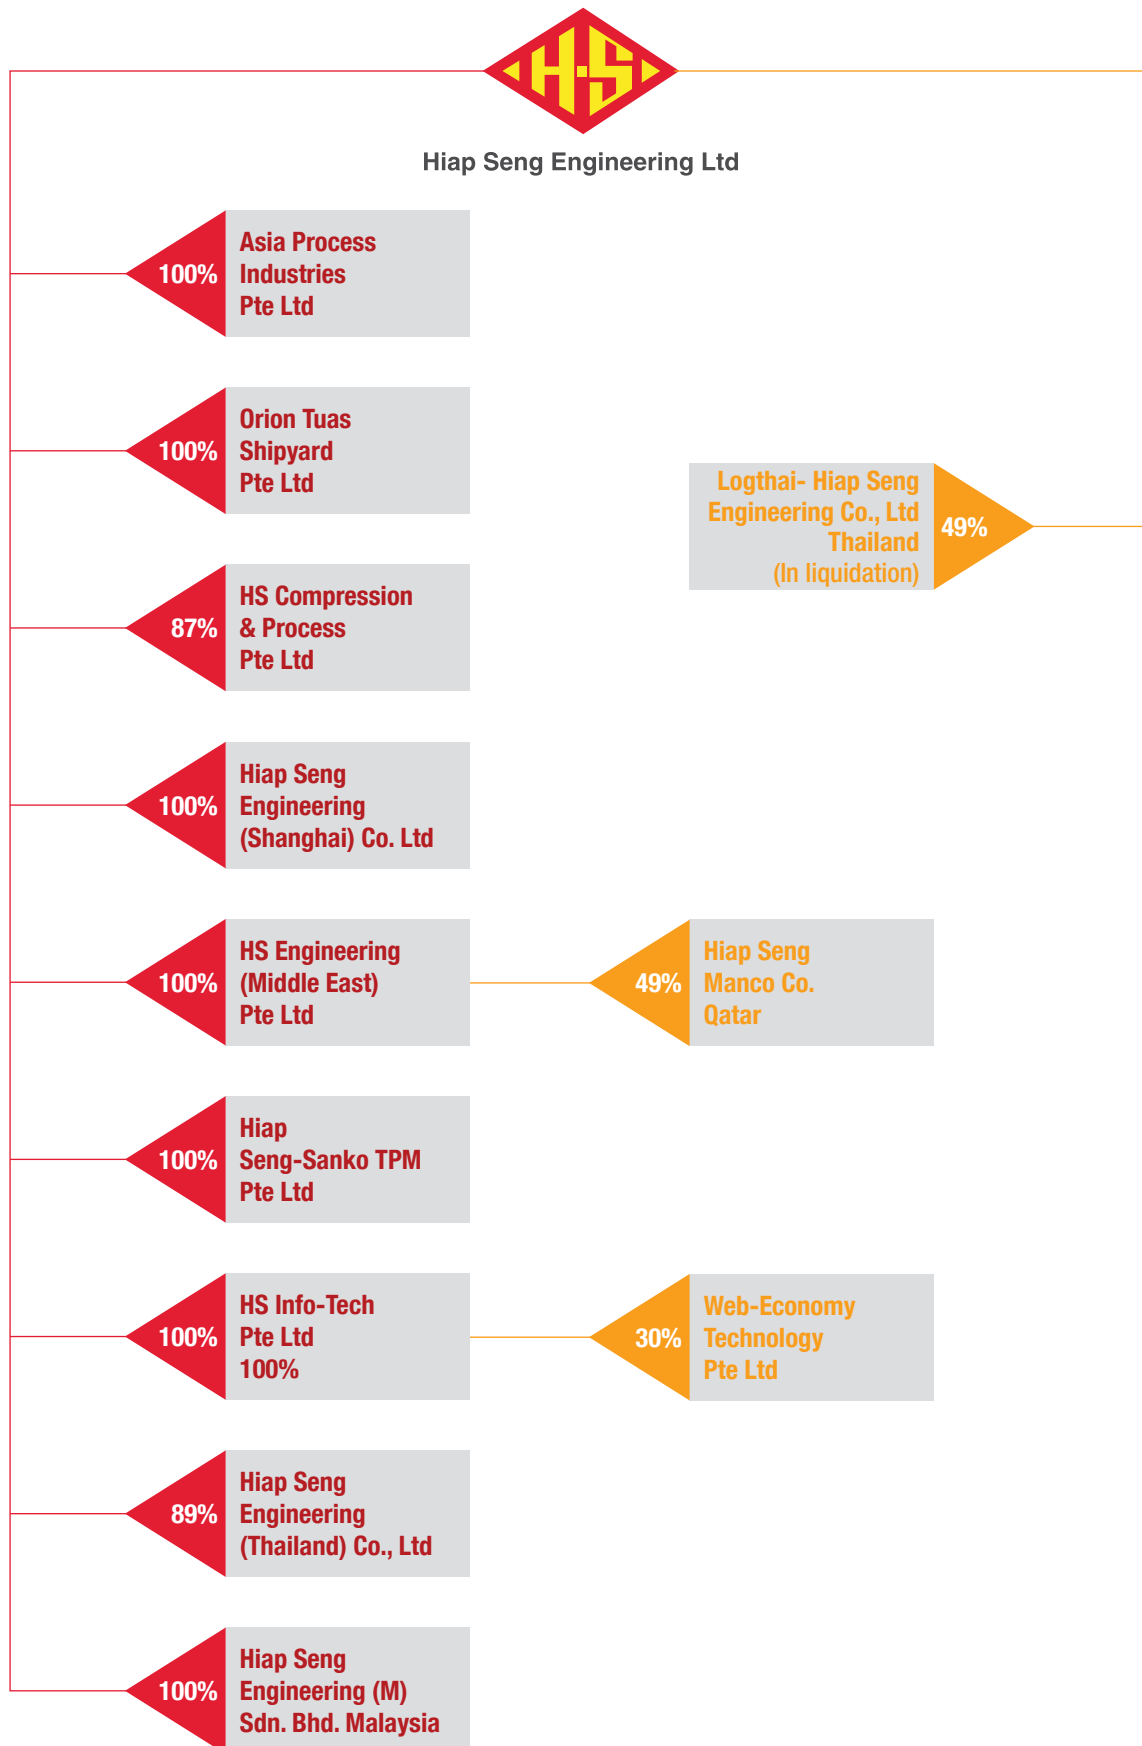 H-S
Hiap Seng Engineering Ltd
100%
Asia Process
Industries
Pte Ltd
100%
Orion Tuas
Shipyard
Pte Ltd
Logthai- Hiap Seng
Engineering Co., Ltd
Thailand
(In liquidation)
49%
87%
HS Compression
& Process
Pte Ltd
100%
Hiap Seng
Engineering
(Shanghai) Co. Ltd
100%
HS Engineering
(Middle East)
Pte Ltd
49%
Hiap Seng
Manco Co.
Qatar
100%
Hiap
Seng-Sanko TPM
Pte Ltd
100%
HS Info-Tech
Pte Ltd
100%
30%
Web-Economy
Technology
Pte Ltd
89%
Hiap Seng
Engineering
(Thailand) Co., Ltd
100%
Hiap Seng
Engineering (M)
Sdn. Bhd. Malaysia